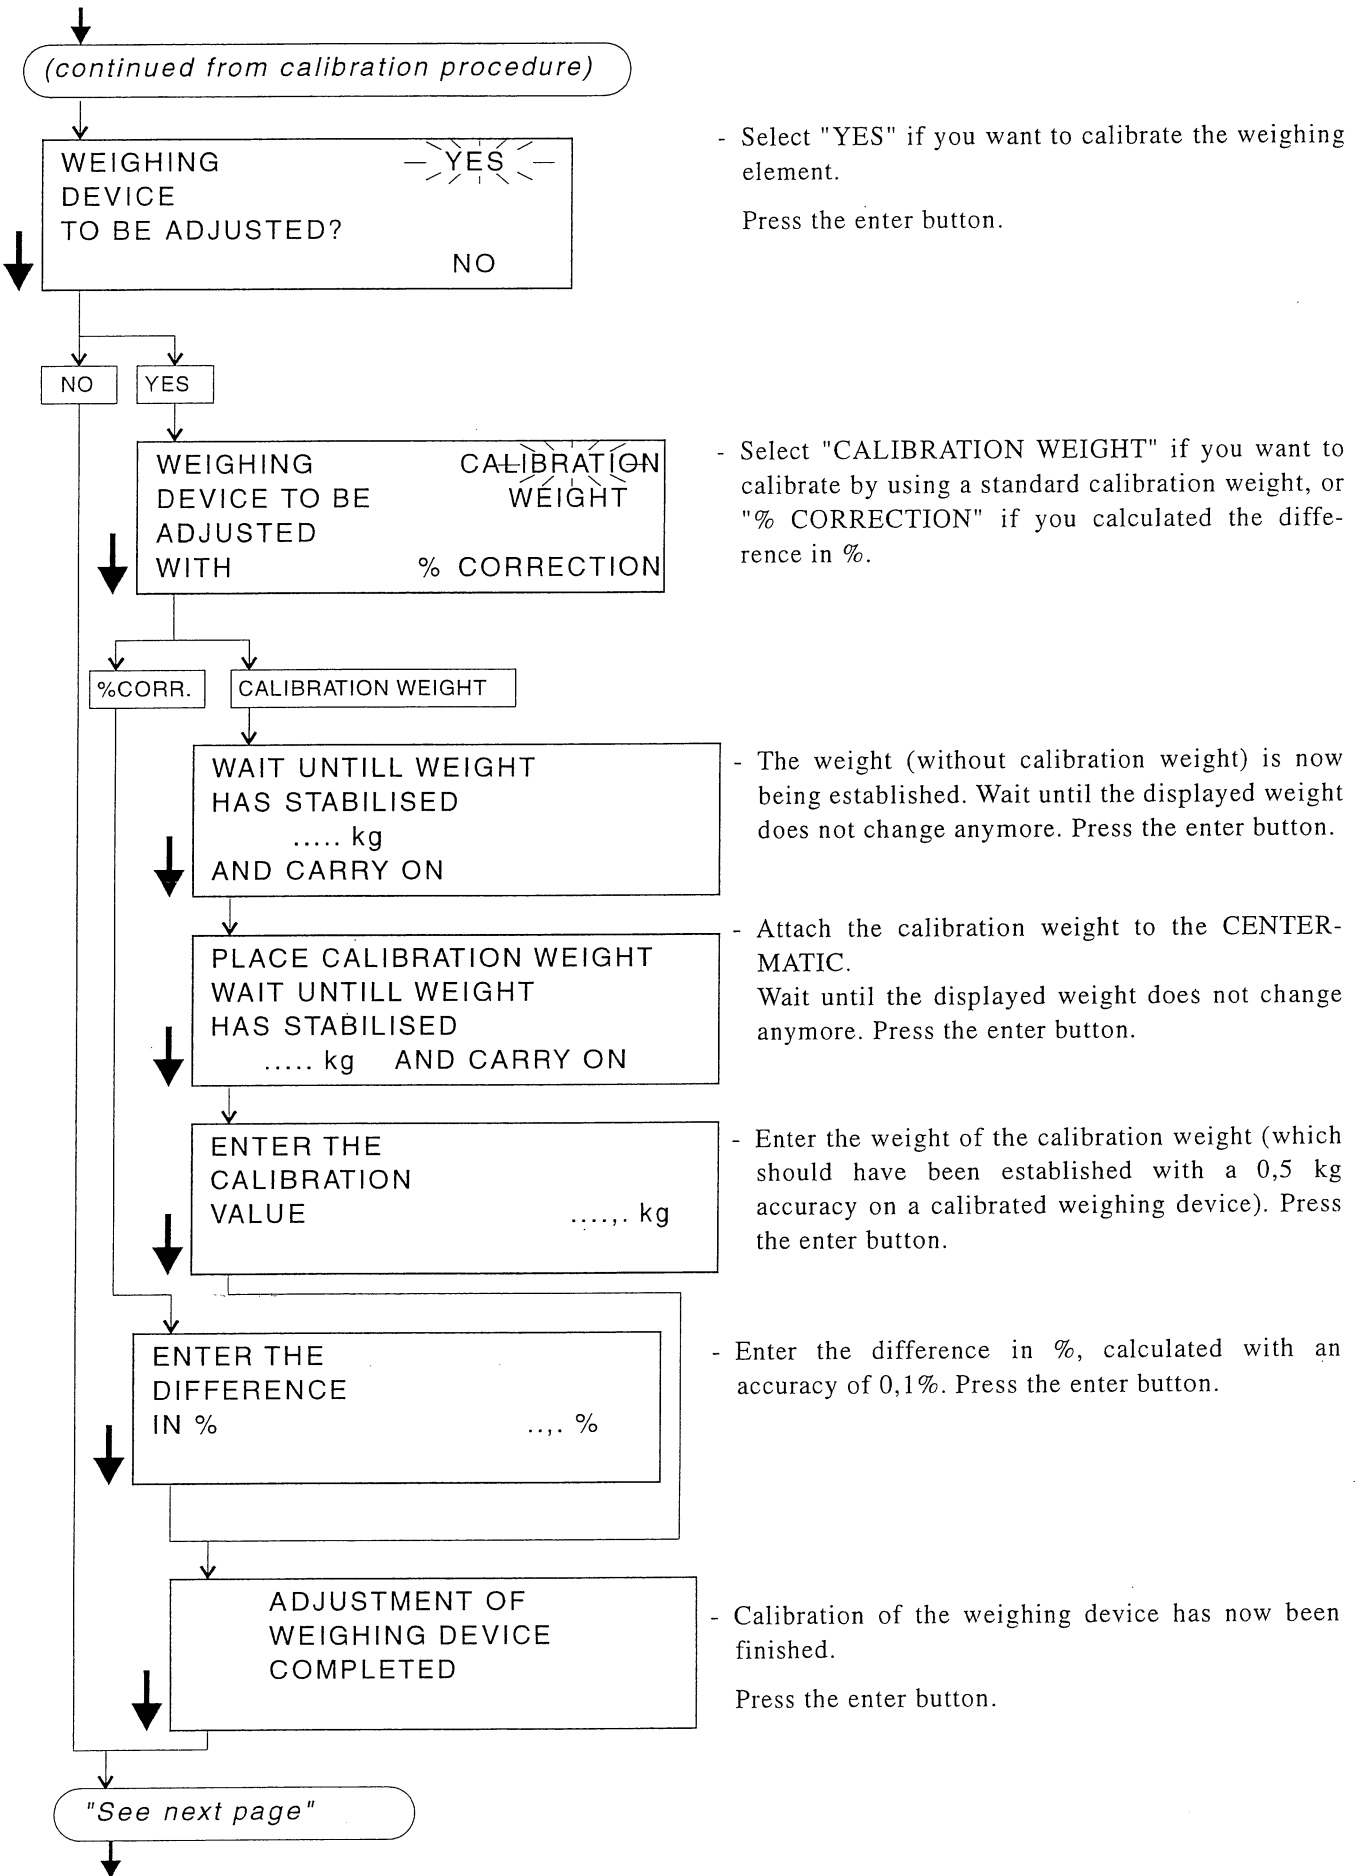 (continued from calibration procedure)
WEIGHING YES
DEVICE
TO BE ADJUSTED?
NO
- Select "YES" if you want to calibrate the weighing
element.
Press the enter button.
NO YES
WEIGHING CALIBRATION
DEVICE TO BE WEIGHT
ADJUSTED
WITH % CORRECTION
- Select "CALIBRATION WEIGHT" if you want to
calibrate by using a standard calibration weight, or
"% CORRECTION" if you calculated the diffe-
rence in %.
%CORR. CALIBRATION WEIGHT
WAIT UNTILL WEIGHT
HAS STABILISED
..... kg
AND CARRY ON
- The weight (without calibration weight) is now
being established. Wait until the displayed weight
does not change anymore. Press the enter button.
PLACE CALIBRATION WEIGHT
WAIT UNTILL WEIGHT
HAS STABILISED
..... kg AND CARRY ON
- Attach the calibration weight to the CENTER-
MATIC.
Wait until the displayed weight does not change
anymore. Press the enter button.
ENTER THE
CALIBRATION
VALUE ....,. kg
- Enter the weight of the calibration weight (which
should have been established with a 0,5 kg
accuracy on a calibrated weighing device). Press
the enter button.
ENTER THE
DIFFERENCE
IN % ..,. %
- Enter the difference in %, calculated with an
accuracy of 0,1%. Press the enter button.
ADJUSTMENT OF
WEIGHING DEVICE
COMPLETED
- Calibration of the weighing device has now been
finished.
Press the enter button.
"See next page"